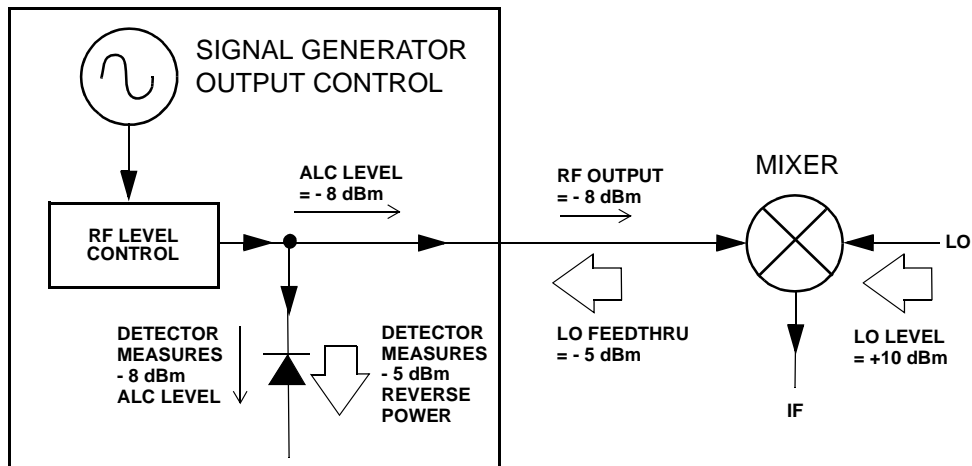 SIGNAL GENERATOR
OUTPUT CONTROL
ALC LEVEL
= - 8 dBm
RF OUTPUT
= - 8 dBm
MIXER
RF LEVEL
CONTROL
LO
DETECTOR
MEASURES
- 8 dBm
ALC LEVEL
DETECTOR
MEASURES
- 5 dBm
REVERSE
POWER
LO FEEDTHRU
= - 5 dBm
LO LEVEL
= +10 dBm
IF